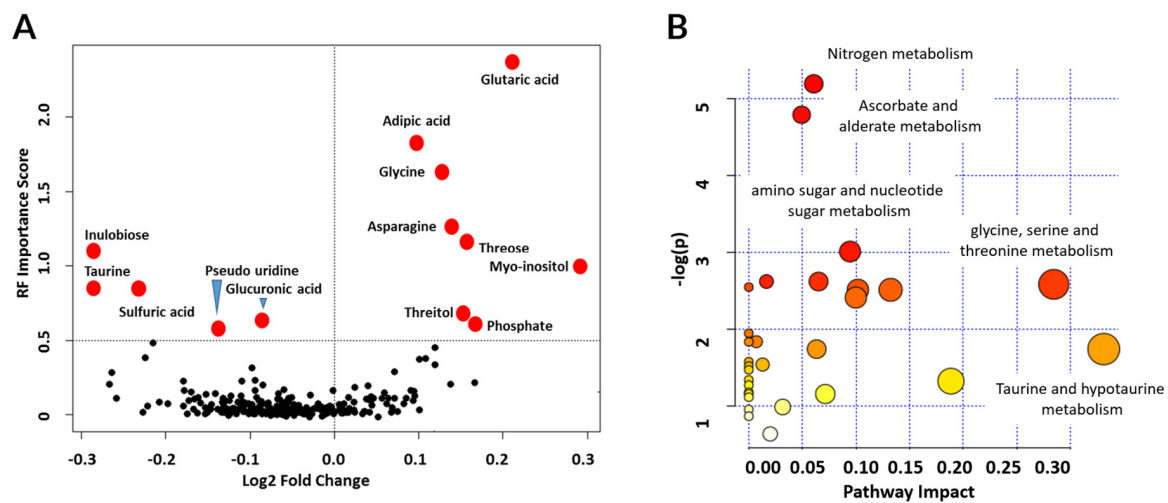 A
RF Importance Score
2.0
1.5
1.0
0.5
0
Glutaric acid
Adipic acid
Glycine
Asparagine
Threose
Inulobiose
Myo-inositol
Taurine
Pseudo uridine
Glucuronic acid
Sulfuric acid
Threitol
Phosphate
-0.3
-0.2
-0.1
0.0
0.1
0.2
0.3
Log2 Fold Change
B
-log(p)
5
4
3
2
1
Nitrogen metabolism
Ascorbate and
alderate metabolism
amino sugar and nucleotide
sugar metabolism
glycine, serine and
threonine metabolism
Taurine and hypotaurine
metabolism
0.00
0.05
0.10
0.15
0.20
0.25
0.30
Pathway Impact